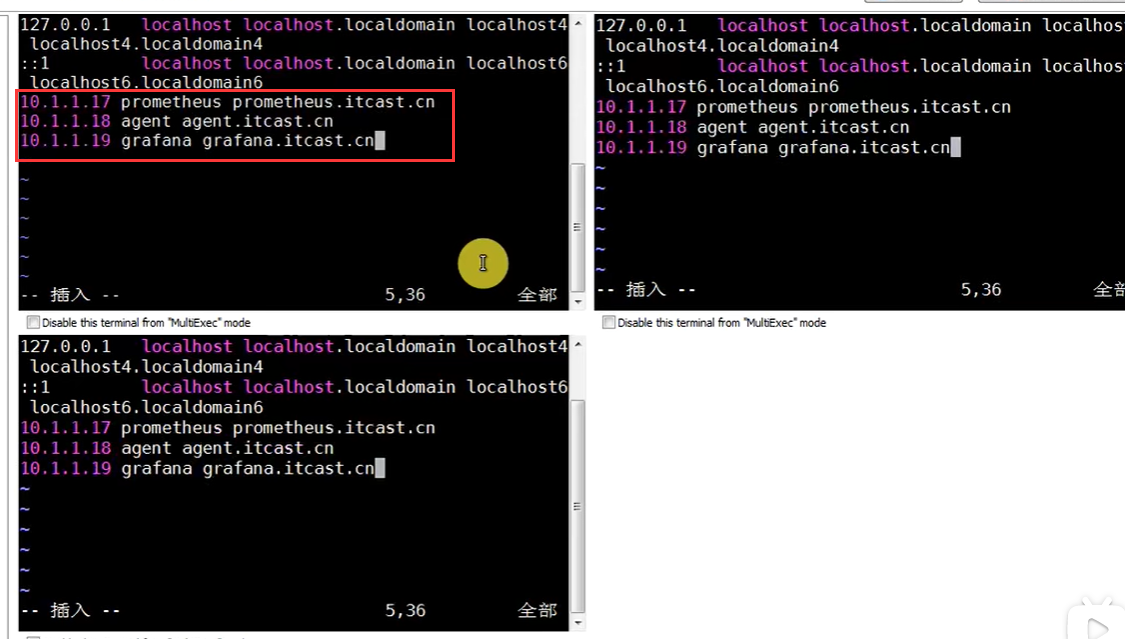 127.0.0.1   localhost localhost.localdomain localhost4
 localhost4.localdomain4
::1         localhost localhost.localdomain localhost6
 localhost6.localdomain6
10.1.1.17 prometheus prometheus.itcast.cn
10.1.1.18 agent agent.itcast.cn
10.1.1.19 grafana grafana.itcast.cn
~
~
~
~
~
~
-- 插入 --                          5,36         全部
Disable this terminal from "MultiExec" mode
127.0.0.1   localhost localhost.localdomain localhos
 localhost4.localdomain4
::1         localhost localhost.localdomain localhos
 localhost6.localdomain6
10.1.1.17 prometheus prometheus.itcast.cn
10.1.1.18 agent agent.itcast.cn
10.1.1.19 grafana grafana.itcast.cn
~
~
~
~
~
~
-- 插入 --                          5,36         全部
Disable this terminal from "MultiExec" mode
127.0.0.1   localhost localhost.localdomain localhost4
 localhost4.localdomain4
::1         localhost localhost.localdomain localhost6
 localhost6.localdomain6
10.1.1.17 prometheus prometheus.itcast.cn
10.1.1.18 agent agent.itcast.cn
10.1.1.19 grafana grafana.itcast.cn
~
~
~
~
~
~
-- 插入 --                          5,36         全部